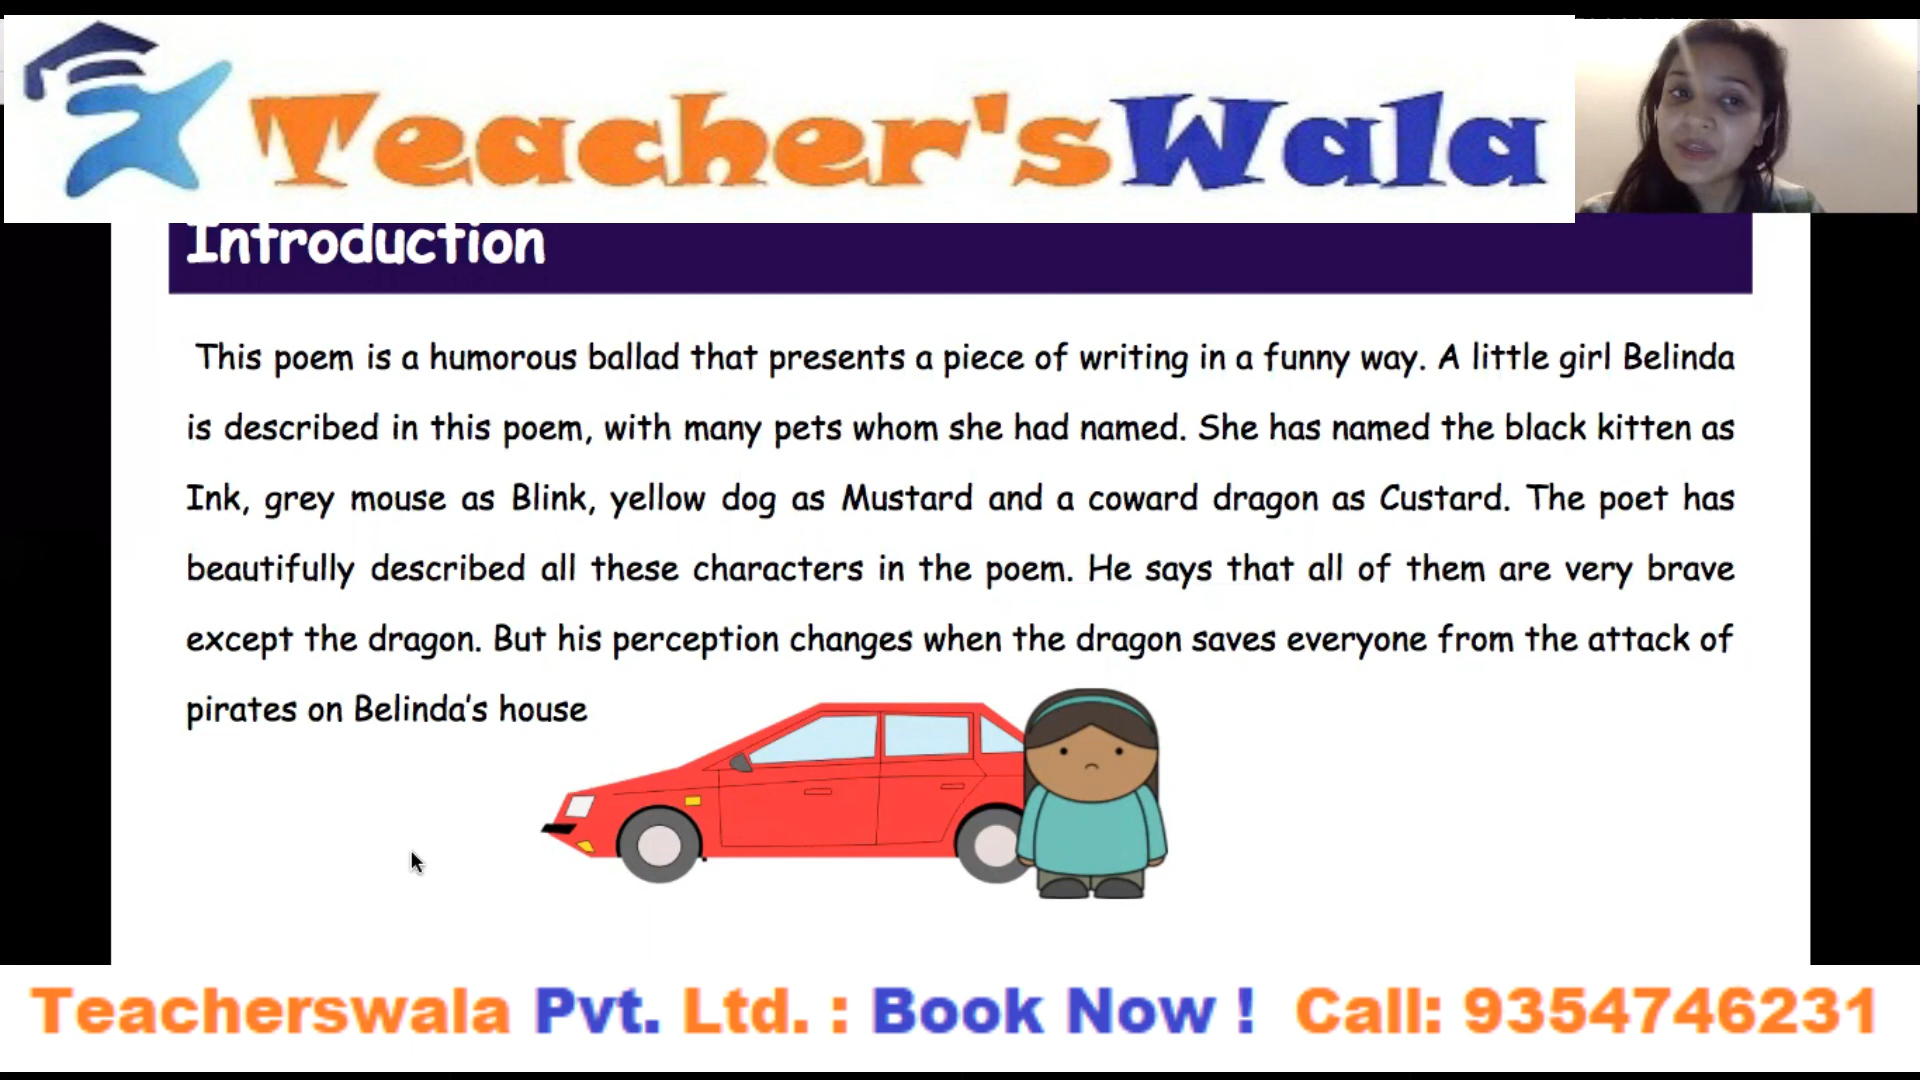 Teacher'sWala
Introduction
This poem is a humorous ballad that presents a piece of writing in a funny way. A little girl Belinda
is described in this poem, with many pets whom she had named. She has named the black kitten as
Ink, grey mouse as Blink, yellow dog as Mustard and a coward dragon as Custard. The poet has
beautifully described all these characters in the poem. He says that all of them are very brave
except the dragon. But his perception changes when the dragon saves everyone from the attack of
pirates on Belinda's house
Teacherswala Pvt. Ltd. : Book Now ! Call: 9354746231